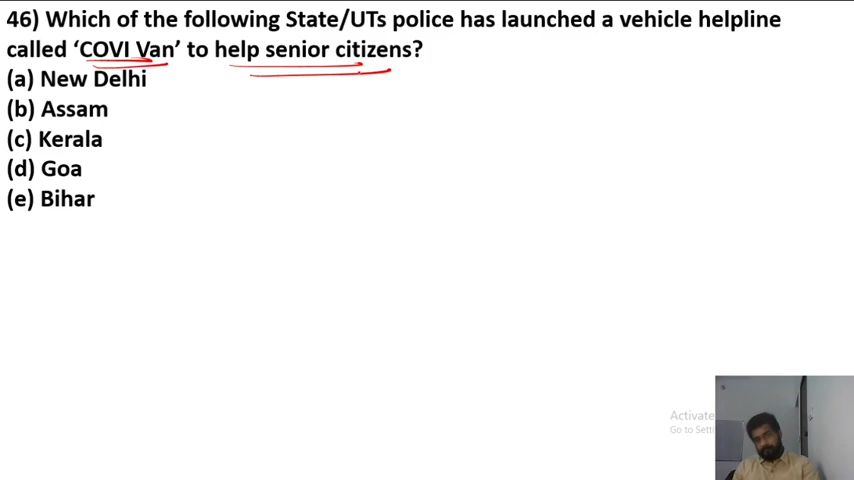 46) Which of the following State/UTs police has launched a vehicle helpline
called ‘COVI Van’ to help senior citizens?
(a) New Delhi
(b) Assam
(c) Kerala
(d) Goa
(e) Bihar
Activate
Go to Setti